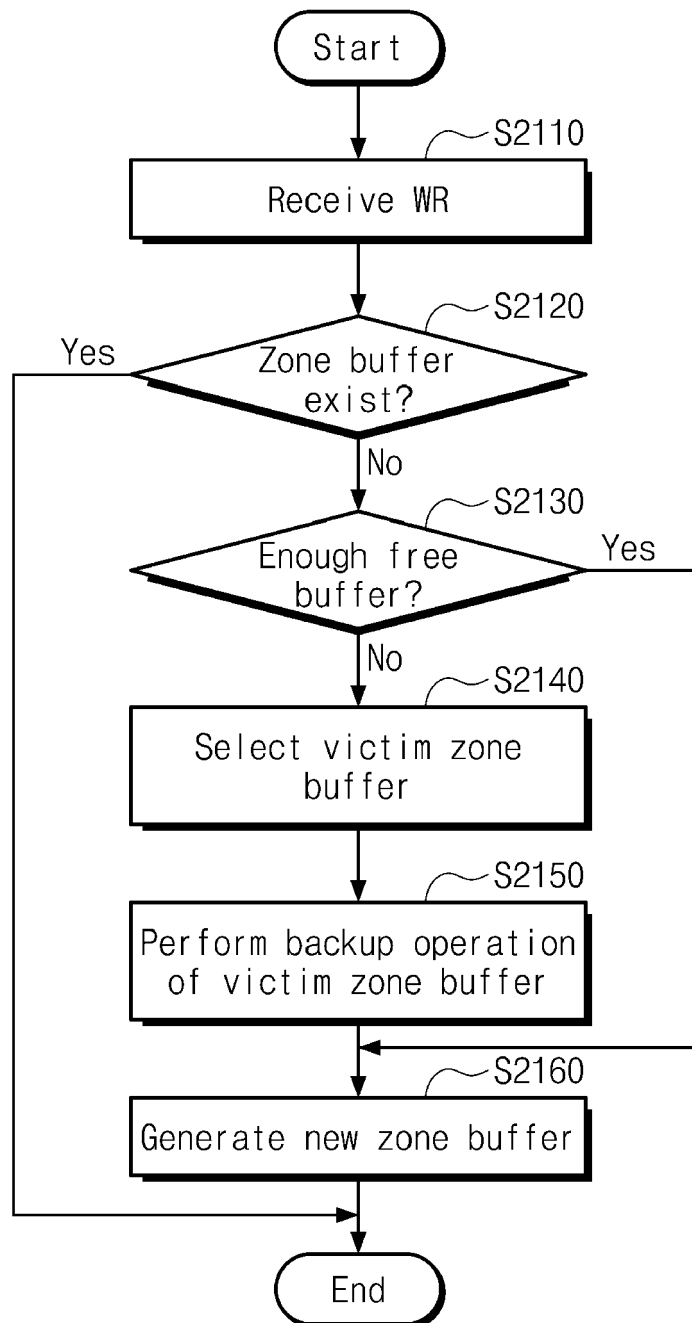 Start
S2110
Receive WR
S2120
Yes
Zone buffer
exist?
No
S2130
Enough free
buffer?
Yes
No
S2140
Select victim zone
buffer
S2150
Perform backup operation
of victim zone buffer
S2160
Generate new zone buffer
End